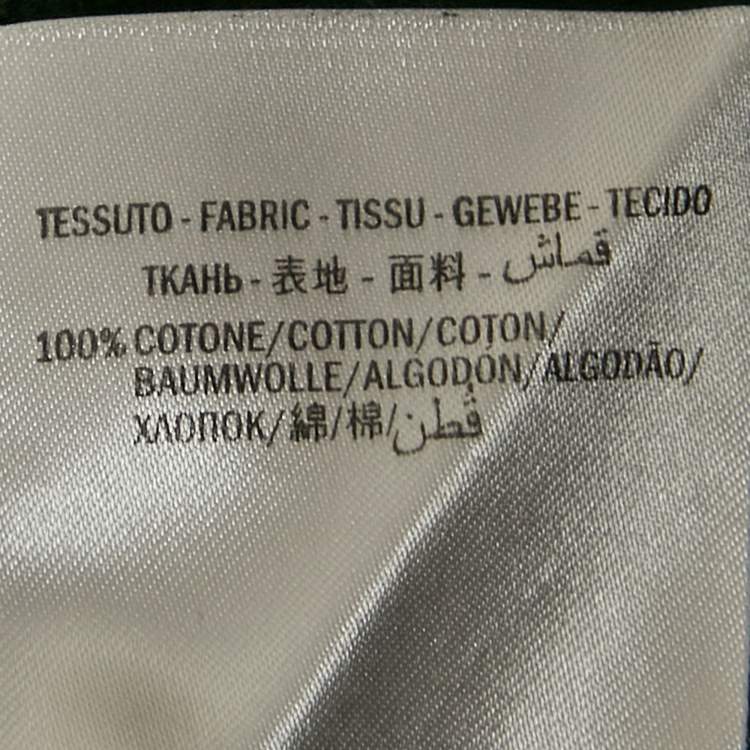 TESSUTO - FABRIC - TISSU - GEWEBE - TECIDO
ТКАНЬ - 表地 - 面料 - قماش
100% COTONE/COTTON/COTON/
BAUMWOLLE/ALGODÓN/ALGODÃO/
ХЛОПОК/綿/棉/قطن